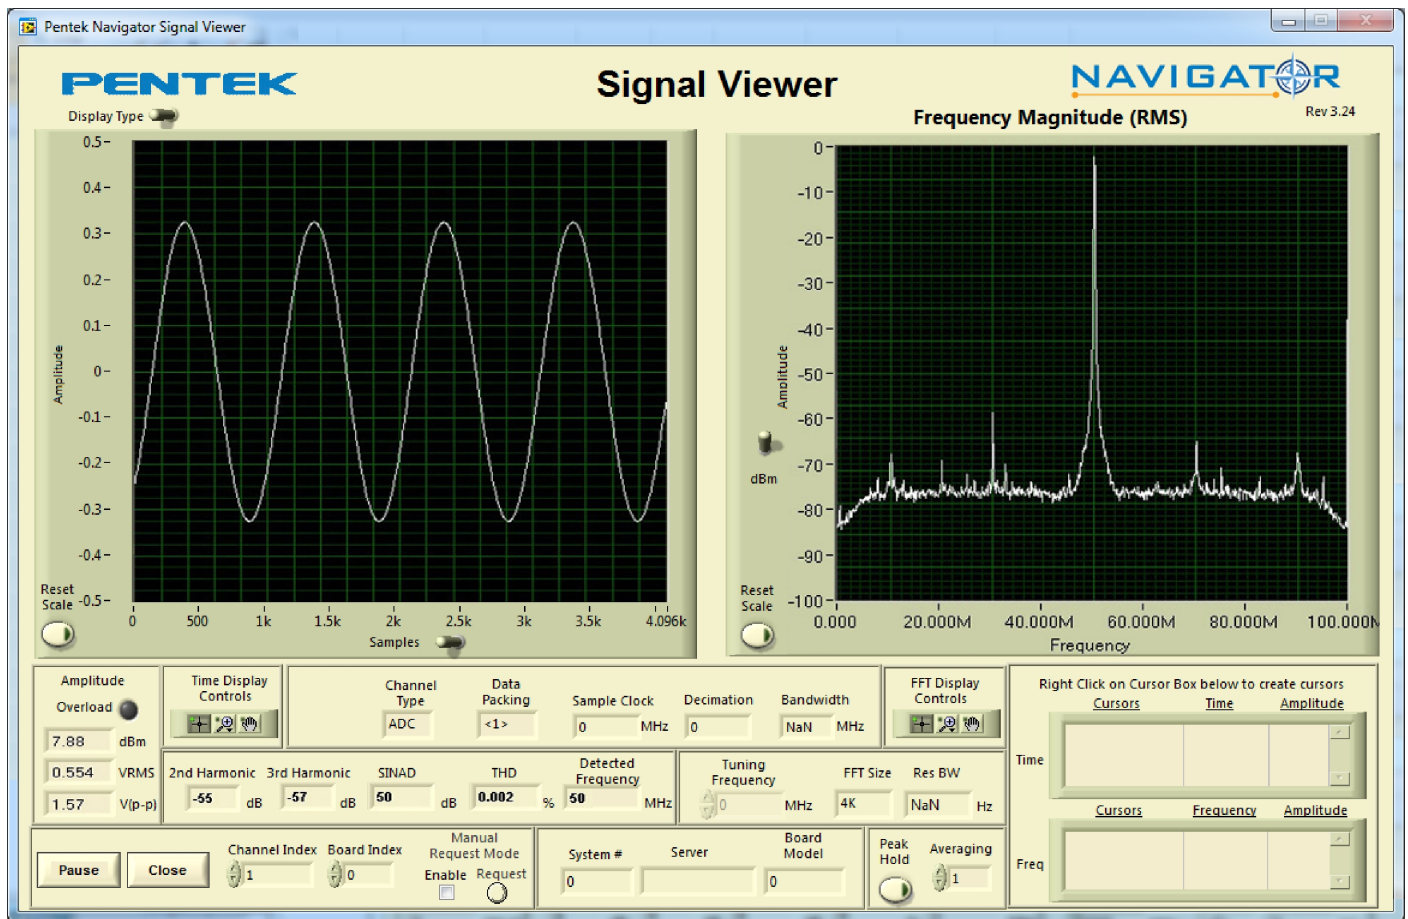 Pentek Navigator Signal Viewer
PENTEK
Signal Viewer
NAVIGATOR
Rev 3.24
Display Type
Frequency Magnitude (RMS)
0.5
0.4
0.3
0.2
0.1
0
-0.1
-0.2
-0.3
-0.4
-0.5
Amplitude
Reset
Scale
0 500 1k 1.5k 2k 2.5k 3k 3.5k 4.096k
Samples
0
-10
-20
-30
-40
-50
-60
-70
-80
-90
-100
Amplitude
dBm
Reset
Scale
0.000 20.000M 40.000M 60.000M 80.000M 100.000M
Frequency
Amplitude
Overload
7.88 dBm
0.554 VRMS
1.57 V(p-p)
Time Display
Controls
Channel
Type
ADC
Data
Packing
<1>
Sample Clock
0 MHz
Decimation
0
Bandwidth
NaN MHz
FFT Display
Controls
2nd Harmonic
-55 dB
3rd Harmonic
-57 dB
SINAD
50 dB
THD
0.002 %
Detected
Frequency
50 MHz
Tuning
Frequency
0 MHz
FFT Size
4K
Res BW
NaN Hz
Pause
Close
Channel Index
1
Board Index
0
Manual
Request Mode
Enable Request
System #
0
Server
Board
Model
0
Peak
Hold
Averaging
1
Right Click on Cursor Box below to create cursors
Cursors Time Amplitude
Time
Cursors Frequency Amplitude
Freq